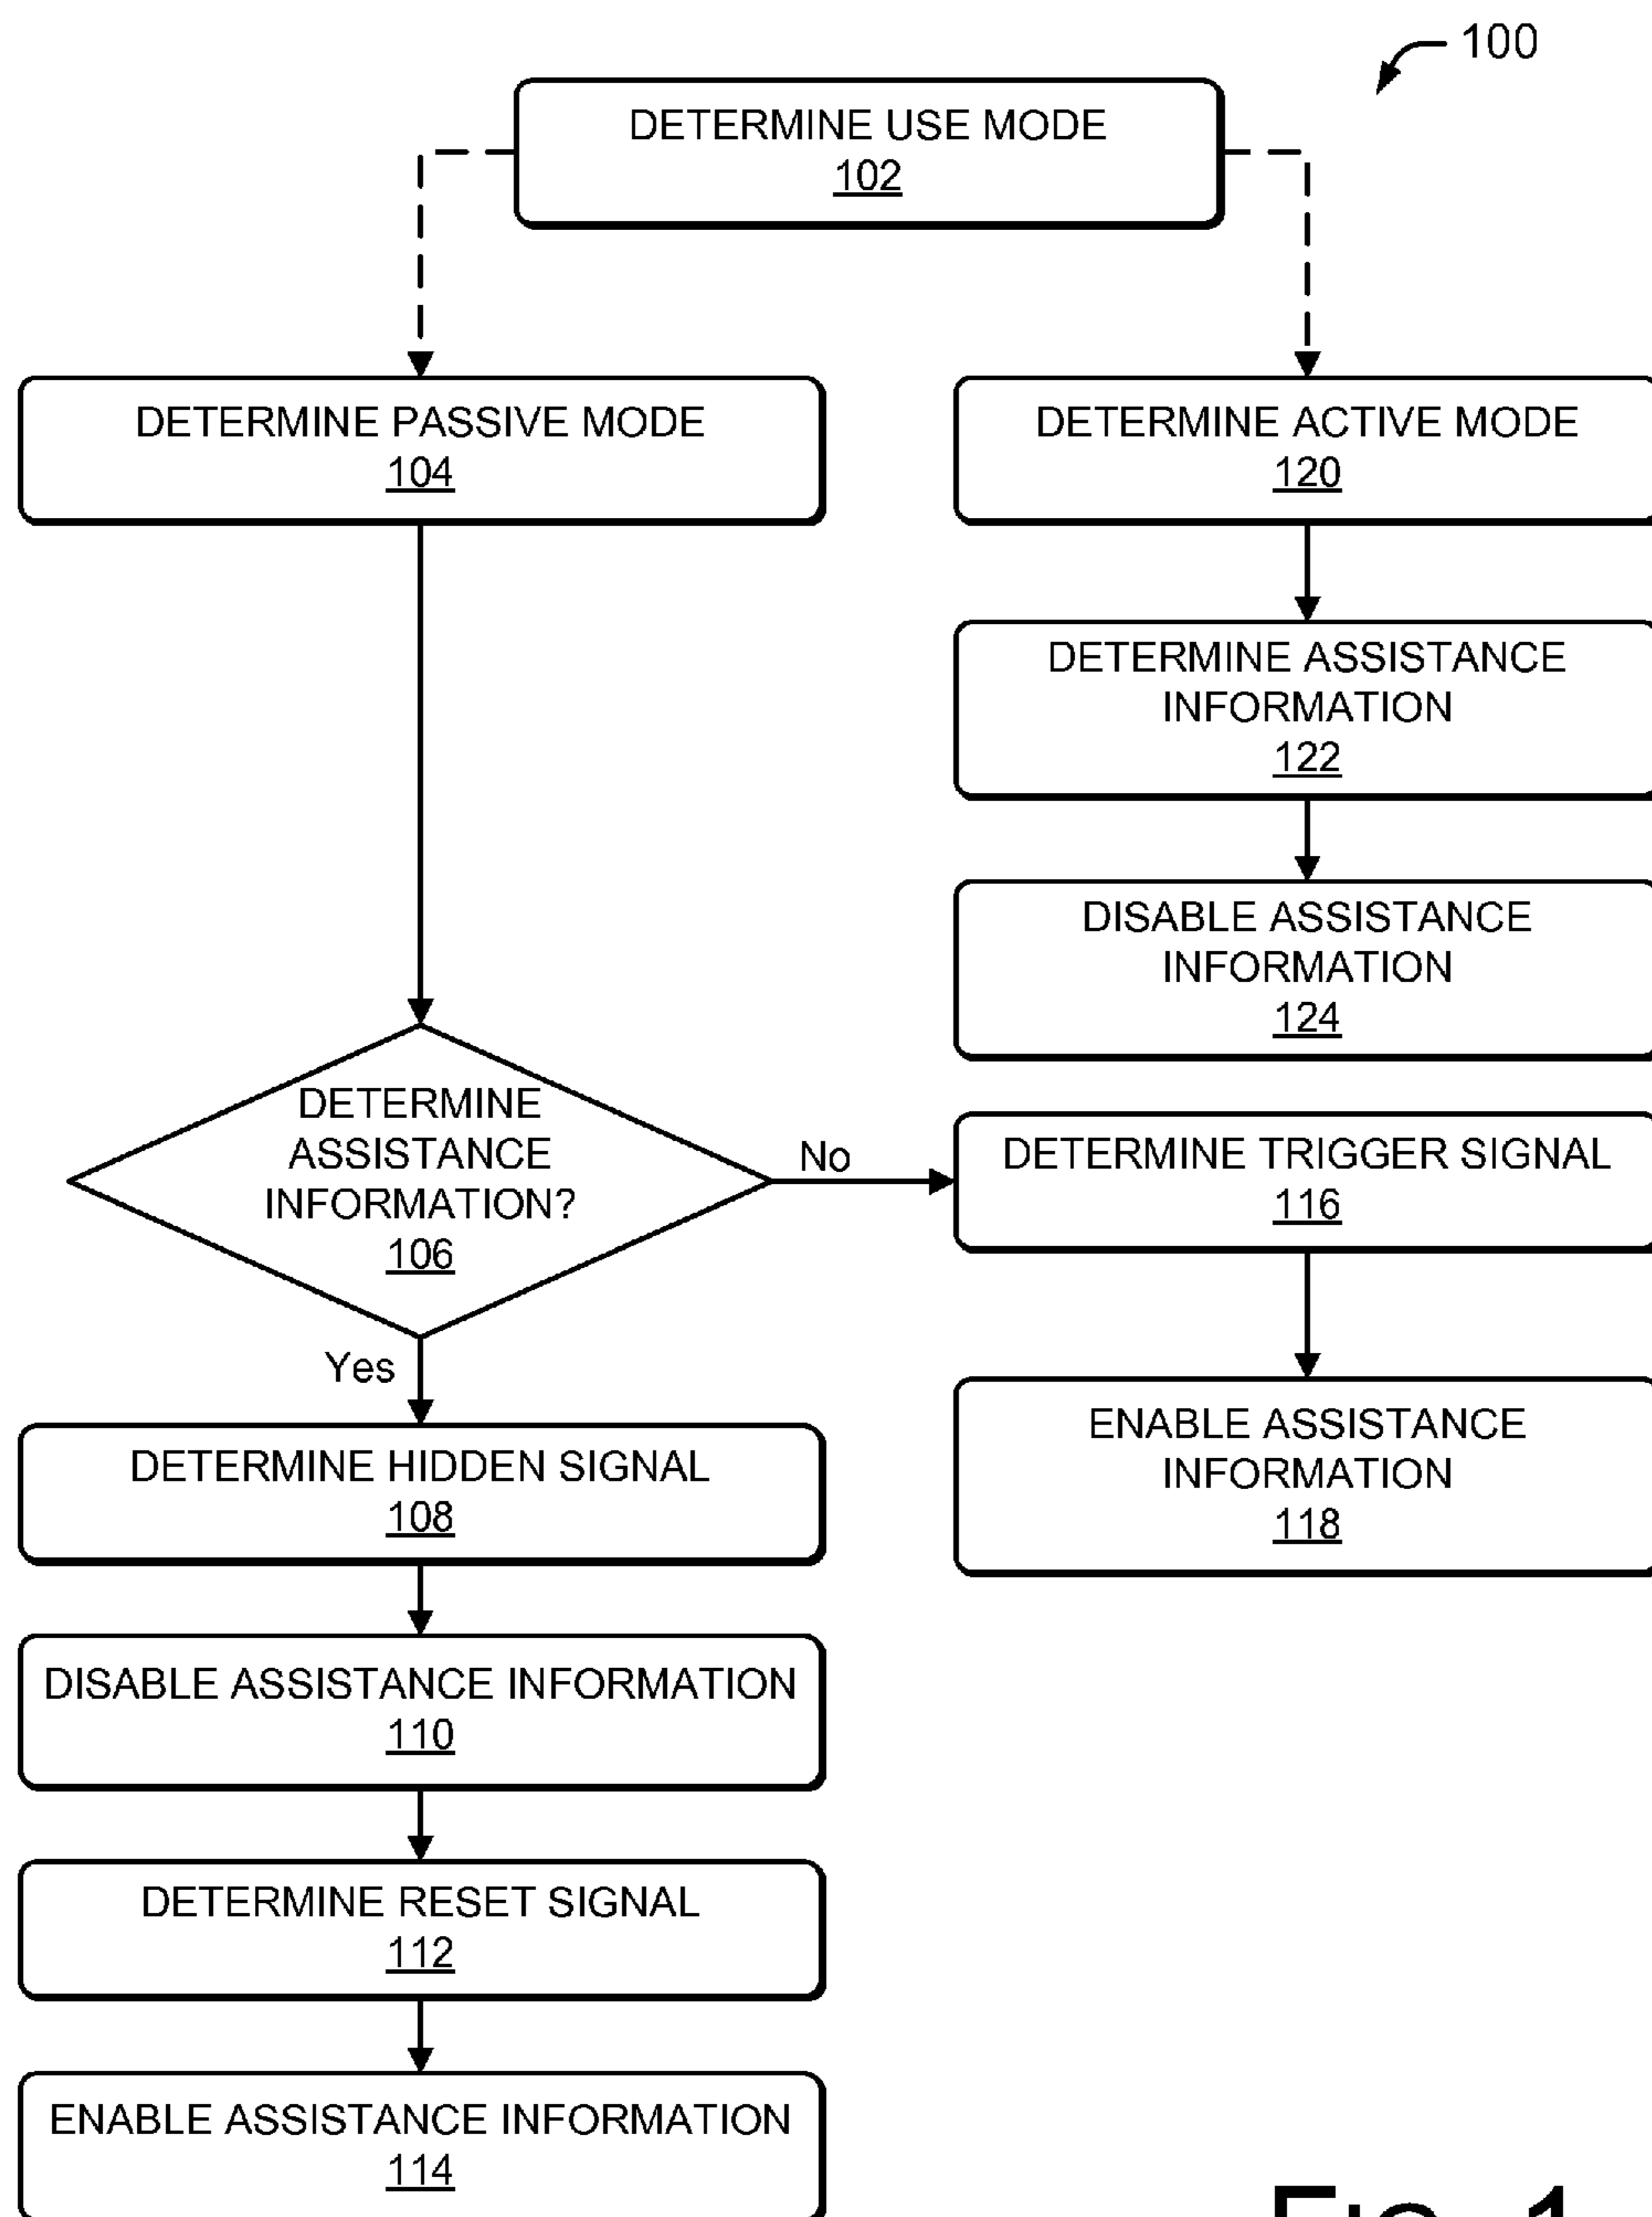 100
DETERMINE USE MODE
102
DETERMINE PASSIVE MODE
104
DETERMINE ACTIVE MODE
120
DETERMINE ASSISTANCE
INFORMATION
122
DISABLE ASSISTANCE
INFORMATION
124
DETERMINE
ASSISTANCE
INFORMATION?
106
No
DETERMINE TRIGGER SIGNAL
116
Yes
ENABLE ASSISTANCE
INFORMATION
118
DETERMINE HIDDEN SIGNAL
108
DISABLE ASSISTANCE INFORMATION
110
DETERMINE RESET SIGNAL
112
ENABLE ASSISTANCE INFORMATION
114
FIG. 1